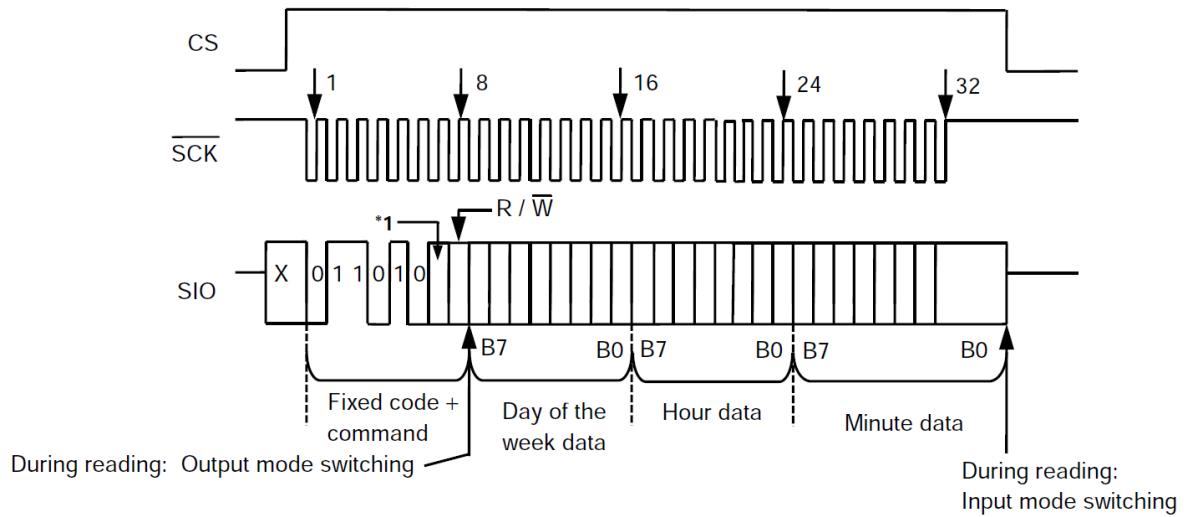 CS
1 8 16 24 32
SCK
*1 R / W
SIO X 0 1 1 0 1 0
B7 B0 B7 B0 B7 B0
Fixed code +
command
Day of the
week data
Hour data
Minute data
During reading: Output mode switching
During reading:
Input mode switching